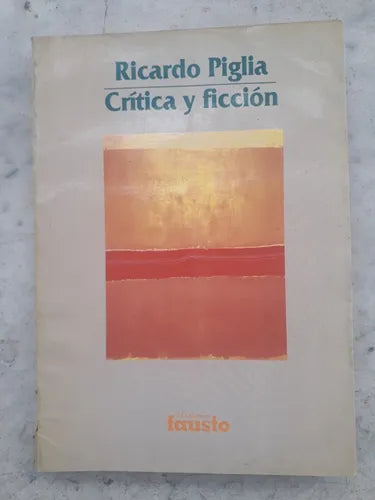 Ricardo Piglia
Crítica y ficción
fausto